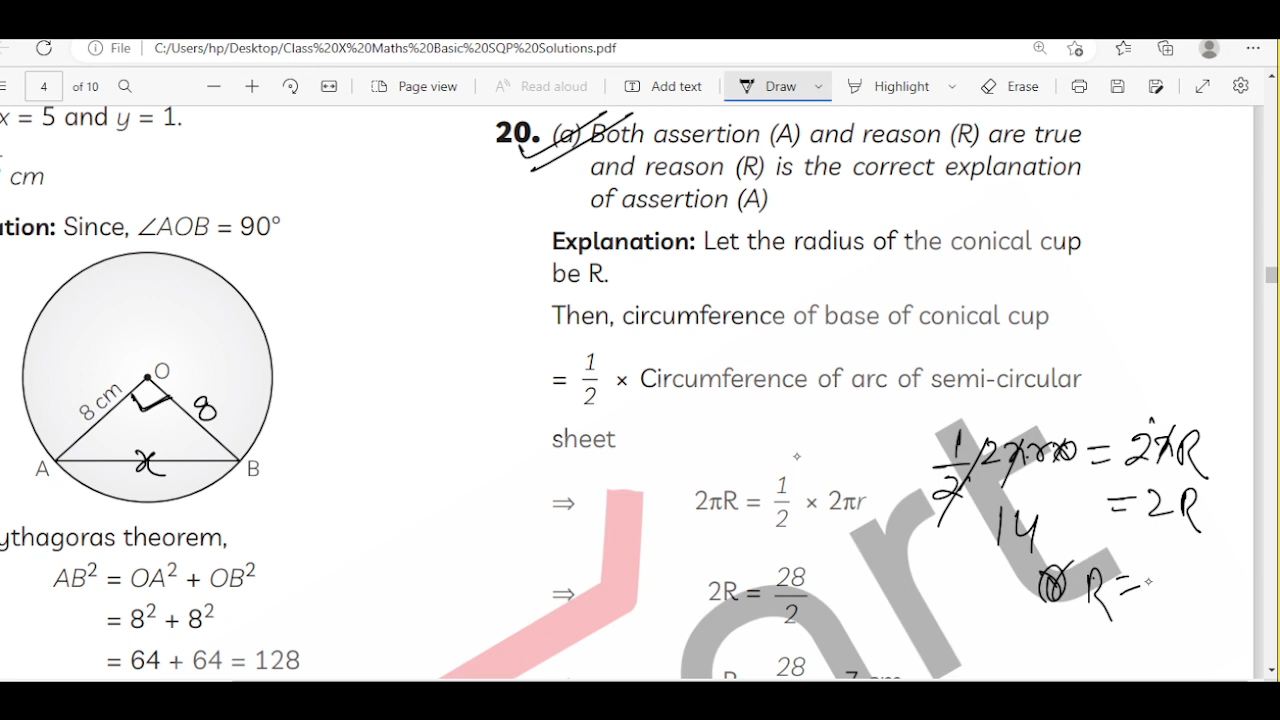 File C:/Users/hp/Desktop/Class%20X%20Maths%20Basic%20SQP%20Solutions.pdf
4 of 10 Page view Read aloud Add text Draw Highlight Erase
x = 5 and y = 1.
cm
ation: Since, ∠AOB = 90°
O
8 cm
8
A
x
B
ythagoras theorem,
AB² = OA² + OB²
= 8² + 8²
= 64 + 64 = 128
20. (a) Both assertion (A) and reason (R) are true
and reason (R) is the correct explanation
of assertion (A)
Explanation: Let the radius of the conical cup
be R.
Then, circumference of base of conical cup
= 1/2 × Circumference of arc of semi-circular
sheet
⇒ 2πR = 1/2 × 2πr
⇒ 2R = 28/2
28
= 2πR
= 2R
14
R =